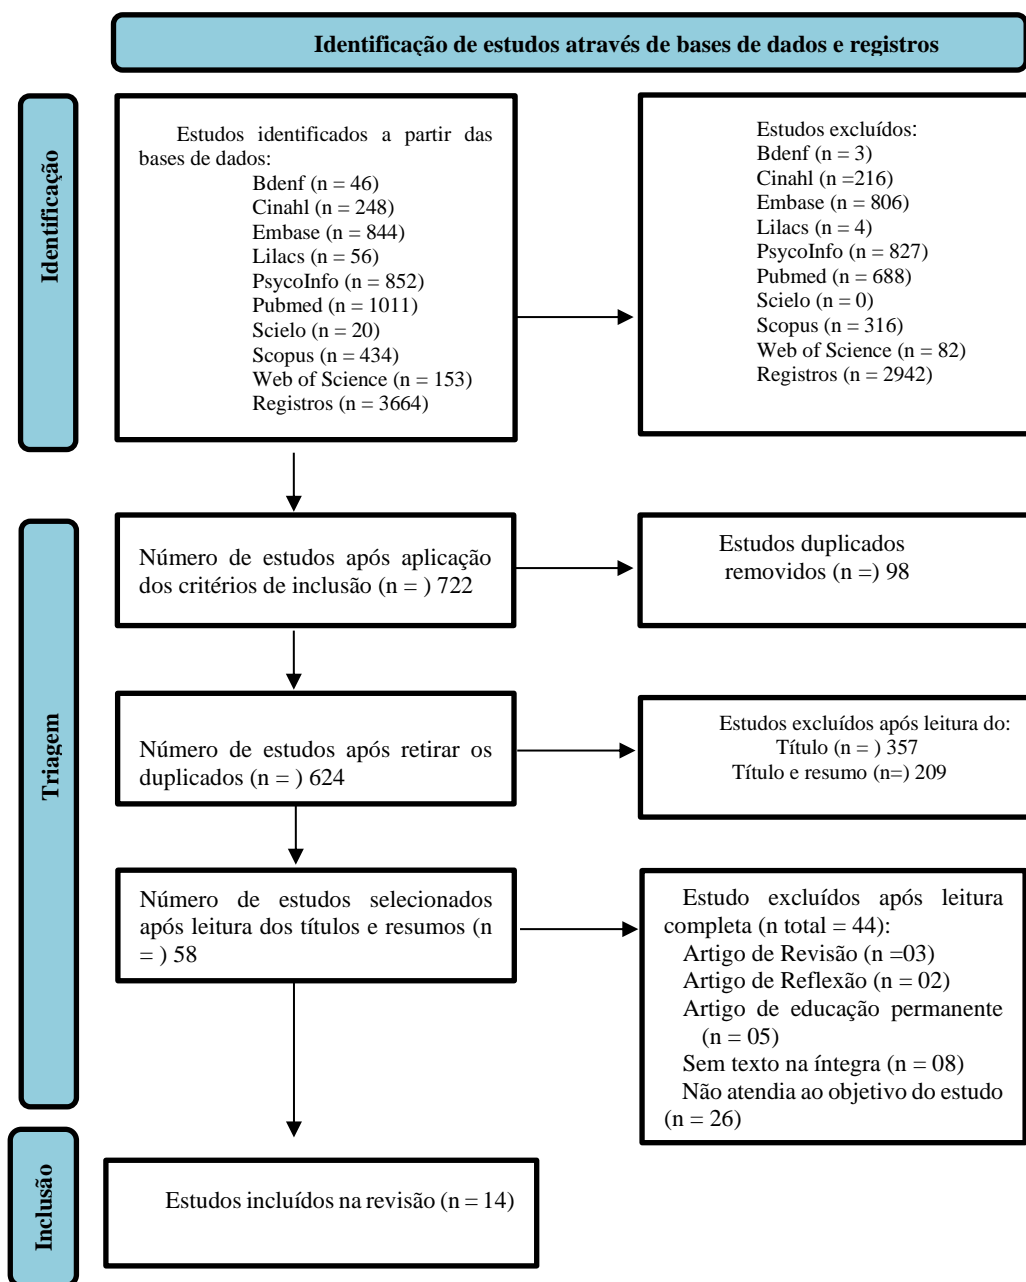 Identificação de estudos através de bases de dados e registros
Identificação
Estudos identificados a partir das
bases de dados:
Bdenf (n = 46)
Cinahl (n = 248)
Embase (n = 844)
Lilacs (n = 56)
PsycoInfo (n = 852)
Pubmed (n = 1011)
Scielo (n = 20)
Scopus (n = 434)
Web of Science (n = 153)
Registros (n = 3664)
Estudos excluídos:
Bdenf (n = 3)
Cinahl (n =216)
Embase (n = 806)
Lilacs (n = 4)
PsycoInfo (n = 827)
Pubmed (n = 688)
Scielo (n = 0)
Scopus (n = 316)
Web of Science (n = 82)
Registros (n = 2942)
Triagem
Número de estudos após aplicação
dos critérios de inclusão (n = ) 722
Estudos duplicados
removidos (n =) 98
Número de estudos após retirar os
duplicados (n = ) 624
Estudos excluídos após leitura do:
Título (n = ) 357
Título e resumo (n=) 209
Número de estudos selecionados
após leitura dos títulos e resumos (n
= ) 58
Estudo excluídos após leitura
completa (n total = 44):
Artigo de Revisão (n =03)
Artigo de Reflexão (n = 02)
Artigo de educação permanente
(n = 05)
Sem texto na íntegra (n = 08)
Não atendia ao objetivo do estudo
(n = 26)
Inclusão
Estudos incluídos na revisão (n = 14)